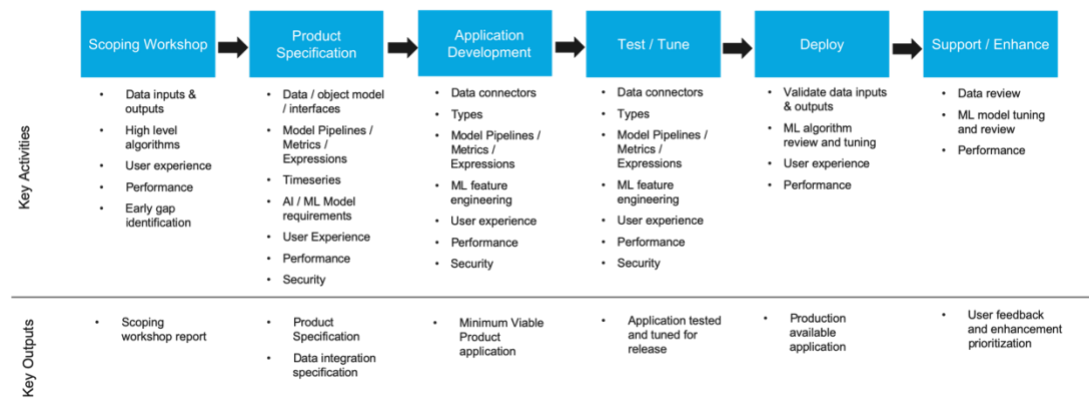 Scoping Workshop
Product
Specification
Application
Development
Test / Tune
Deploy
Support / Enhance
Key Activities
• Data inputs &
outputs
• High level
algorithms
• User experience
• Performance
• Early gap
identification
• Data / object model
/ interfaces
• Model Pipelines /
Metrics /
Expressions
• Timeseries
• AI / ML Model
requirements
• User Experience
• Performance
• Security
• Data connectors
• Types
• Model Pipelines /
Metrics /
Expressions
• ML feature
engineering
• User experience
• Performance
• Security
• Data connectors
• Types
• Model Pipelines /
Metrics /
Expressions
• ML feature
engineering
• User experience
• Performance
• Security
• Validate data inputs
& outputs
• ML algorithm
review and tuning
• User experience
• Performance
• Data review
• ML model tuning
and review
• Performance
Key Outputs
• Scoping
workshop report
• Product
Specification
• Data integration
specification
• Minimum Viable
Product
application
• Application tested
and tuned for
release
• Production
available
application
• User feedback
and enhancement
prioritization